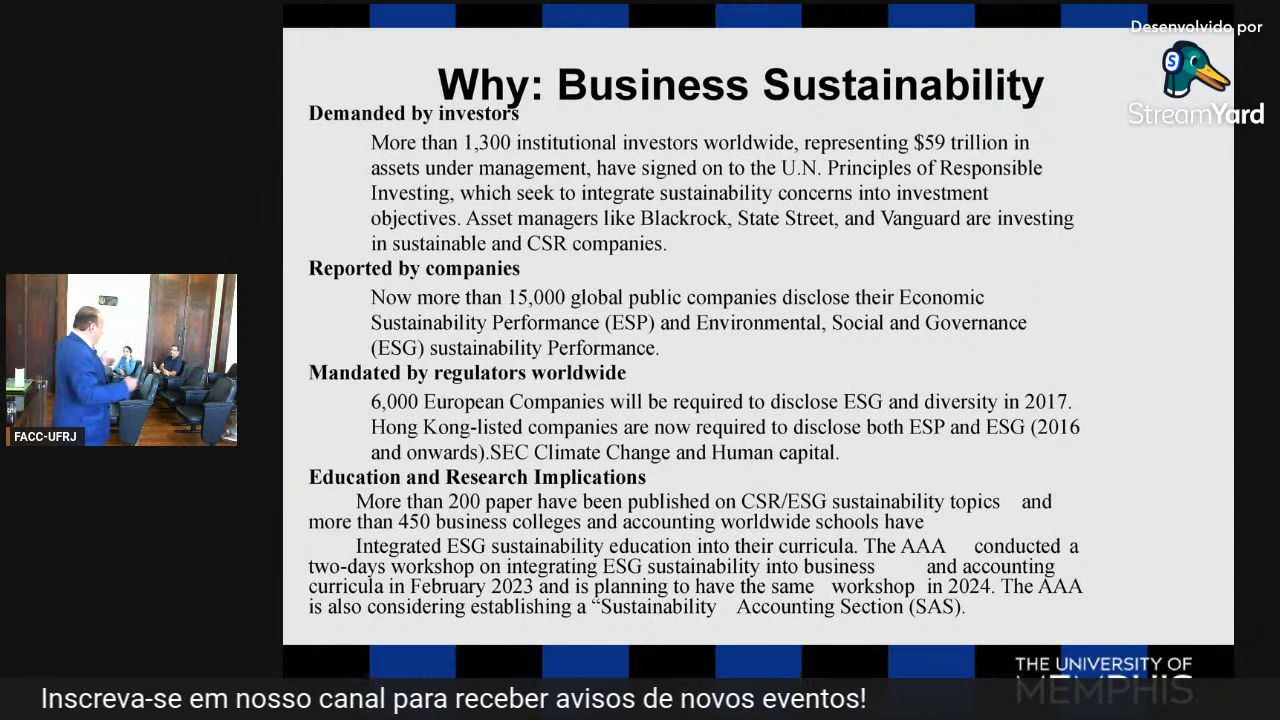 Desenvolvido por
S
StreamYard
Why: Business Sustainability
Demanded by investors
More than 1,300 institutional investors worldwide, representing $59 trillion in
assets under management, have signed on to the U.N. Principles of Responsible
Investing, which seek to integrate sustainability concerns into investment
objectives. Asset managers like Blackrock, State Street, and Vanguard are investing
in sustainable and CSR companies.
Reported by companies
Now more than 15,000 global public companies disclose their Economic
Sustainability Performance (ESP) and Environmental, Social and Governance
(ESG) sustainability Performance.
Mandated by regulators worldwide
6,000 European Companies will be required to disclose ESG and diversity in 2017.
Hong Kong-listed companies are now required to disclose both ESP and ESG (2016
and onwards).SEC Climate Change and Human capital.
Education and Research Implications
More than 200 paper have been published on CSR/ESG sustainability topics and
more than 450 business colleges and accounting worldwide schools have
Integrated ESG sustainability education into their curricula. The AAA conducted a
two-days workshop on integrating ESG sustainability into business and accounting
curricula in February 2023 and is planning to have the same workshop in 2024. The AAA
is also considering establishing a “Sustainability Accounting Section (SAS).
FACC-UFRJ
THE UNIVERSITY OF
MEMPHIS
Inscreva-se em nosso canal para receber avisos de novos eventos!